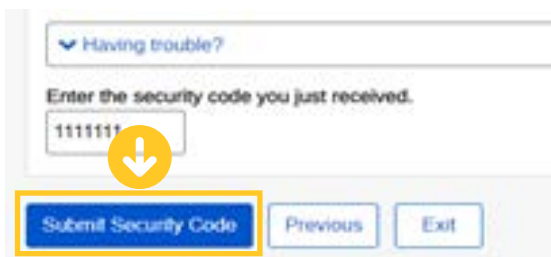 Having trouble?
Enter the security code you just received.
1111111
Submit Security Code Previous Exit